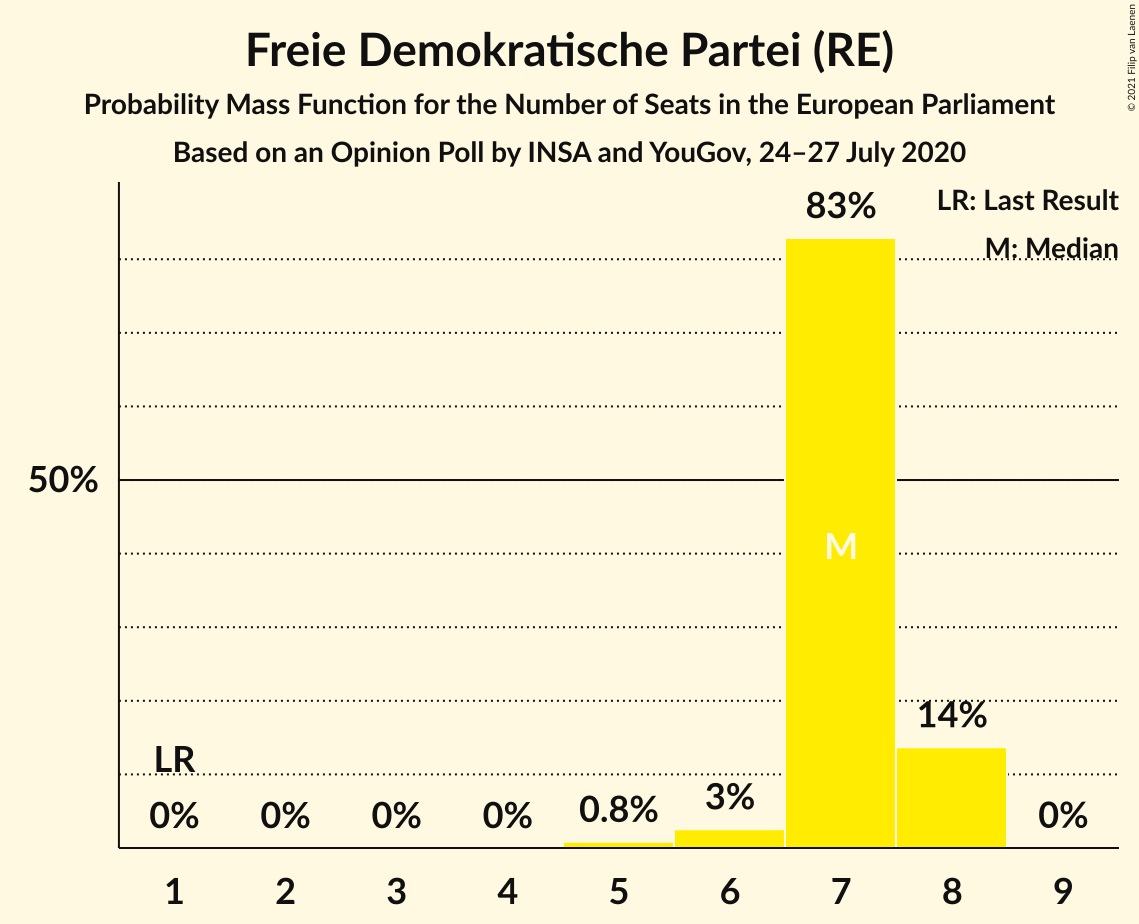 Freie Demokratische Partei (RE)
Probability Mass Function for the Number of Seats in the European Parliament
Based on an Opinion Poll by INSA and YouGov, 24–27 July 2020
© 2021 Filip van Laenen
LR: Last Result
M: Median
83%
50%
M
14%
LR
0%
0%
0%
0%
0.8%
3%
0%
1
2
3
4
5
6
7
8
9